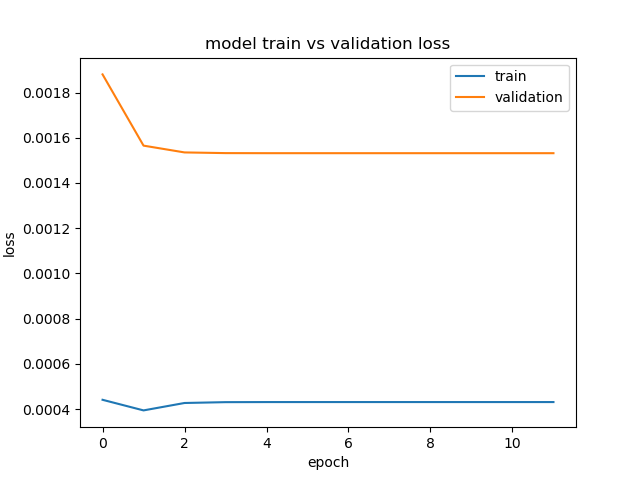 model train vs validation loss
train
validation
0.0018
0.0016
0.0014
0.0012
0.0010
0.0008
0.0006
0.0004
loss
0 2 4 6 8 10
epoch